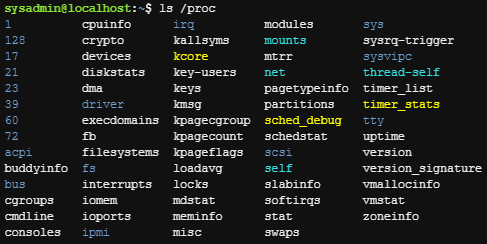 sysadmin@localhost:~$ ls /proc
1 cpuinfo irq modules sys
128 crypto kallsyms mounts sysrq-trigger
17 devices kcore mtrr sysvipc
21 diskstats key-users net thread-self
23 dma keys pagetypeinfo timer_list
39 driver kmsg partitions timer_stats
60 execdomains kpagecgroup sched_debug tty
72 fb kpagecount schedstat uptime
acpi filesystems kpageflags scsi version
buddyinfo fs loadavg self version_signature
bus interrupts locks slabinfo vmallocinfo
cgroups iomem mdstat softirqs vmstat
cmdline ioports meminfo stat zoneinfo
consoles ipmi misc swaps